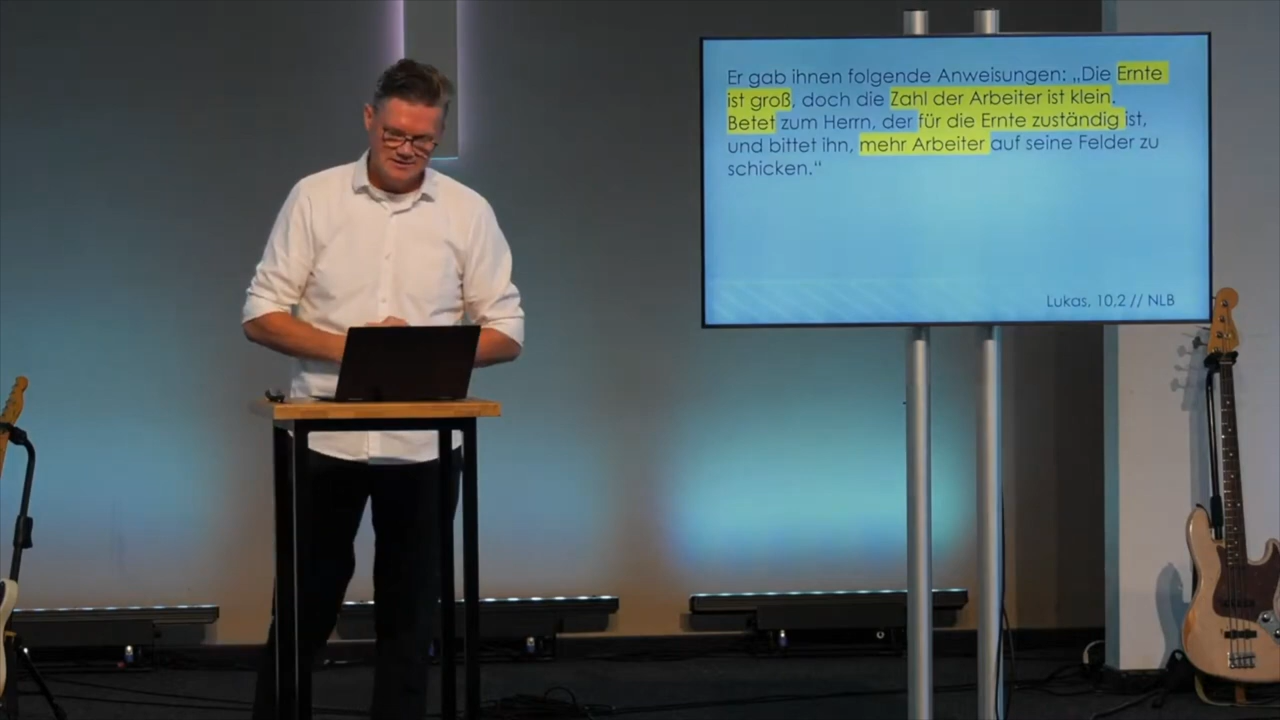 Er gab ihnen folgende Anweisungen: „Die Ernte
ist groß, doch die Zahl der Arbeiter ist klein.
Betet zum Herrn, der für die Ernte zuständig ist,
und bittet ihn, mehr Arbeiter auf seine Felder zu
schicken.“
Lukas, 10,2 // NLB